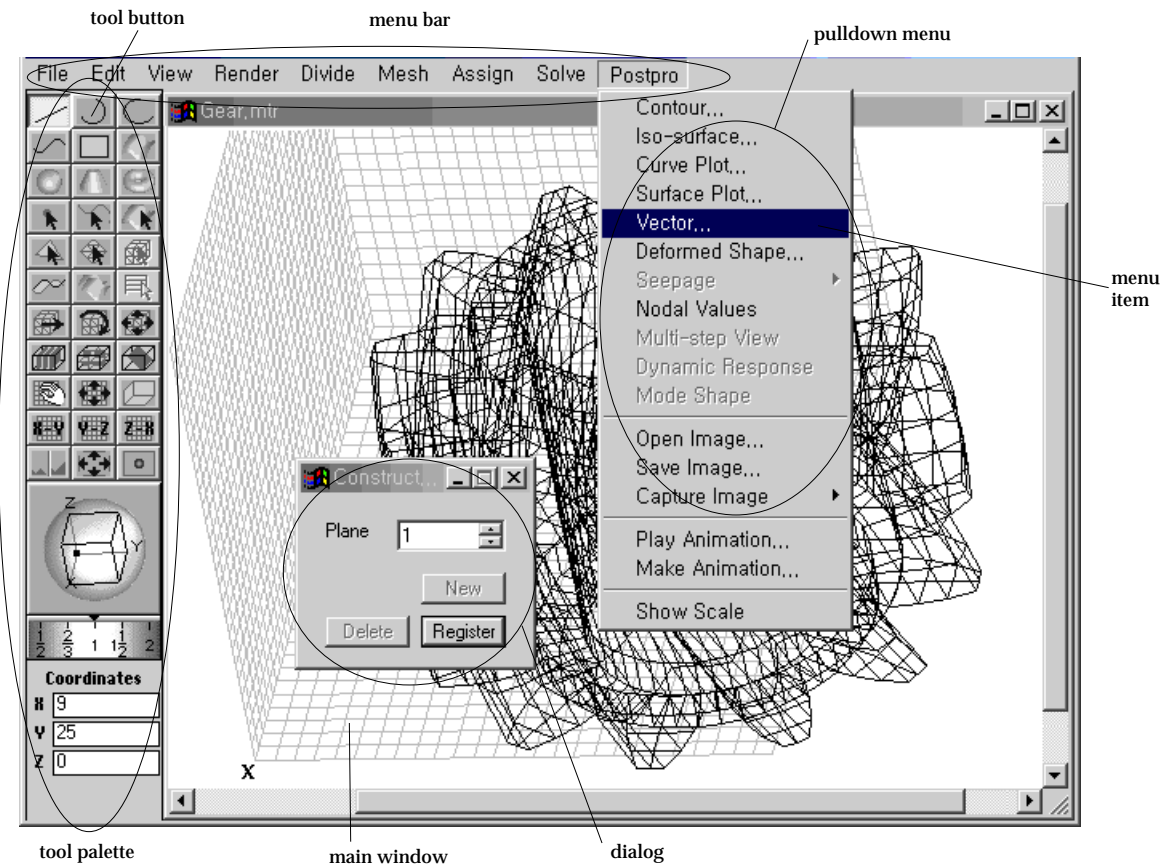 tool button
menu bar
pulldown menu
File Edit View Render Divide Mesh Assign Solve Postpro
Gear,mtr
Contour,,,
Iso-surface,,,
Curve Plot,,,
Surface Plot,,,
Vector,,,
Deformed Shape,,,
Seepage
Nodal Values
Multi-step View
Dynamic Response
Mode Shape
Open Image,,,
Save Image,,,
Capture Image
Play Animation,,,
Make Animation,,,
Show Scale
menu
item
X-Y Y-Z Z-X
Z
Y
X
1/2 2/3 1 1 1/2 2
Coordinates
X 9
Y 25
Z 0
Construct,,,
Plane 1
New
Delete Register
X
tool palette
main window
dialog